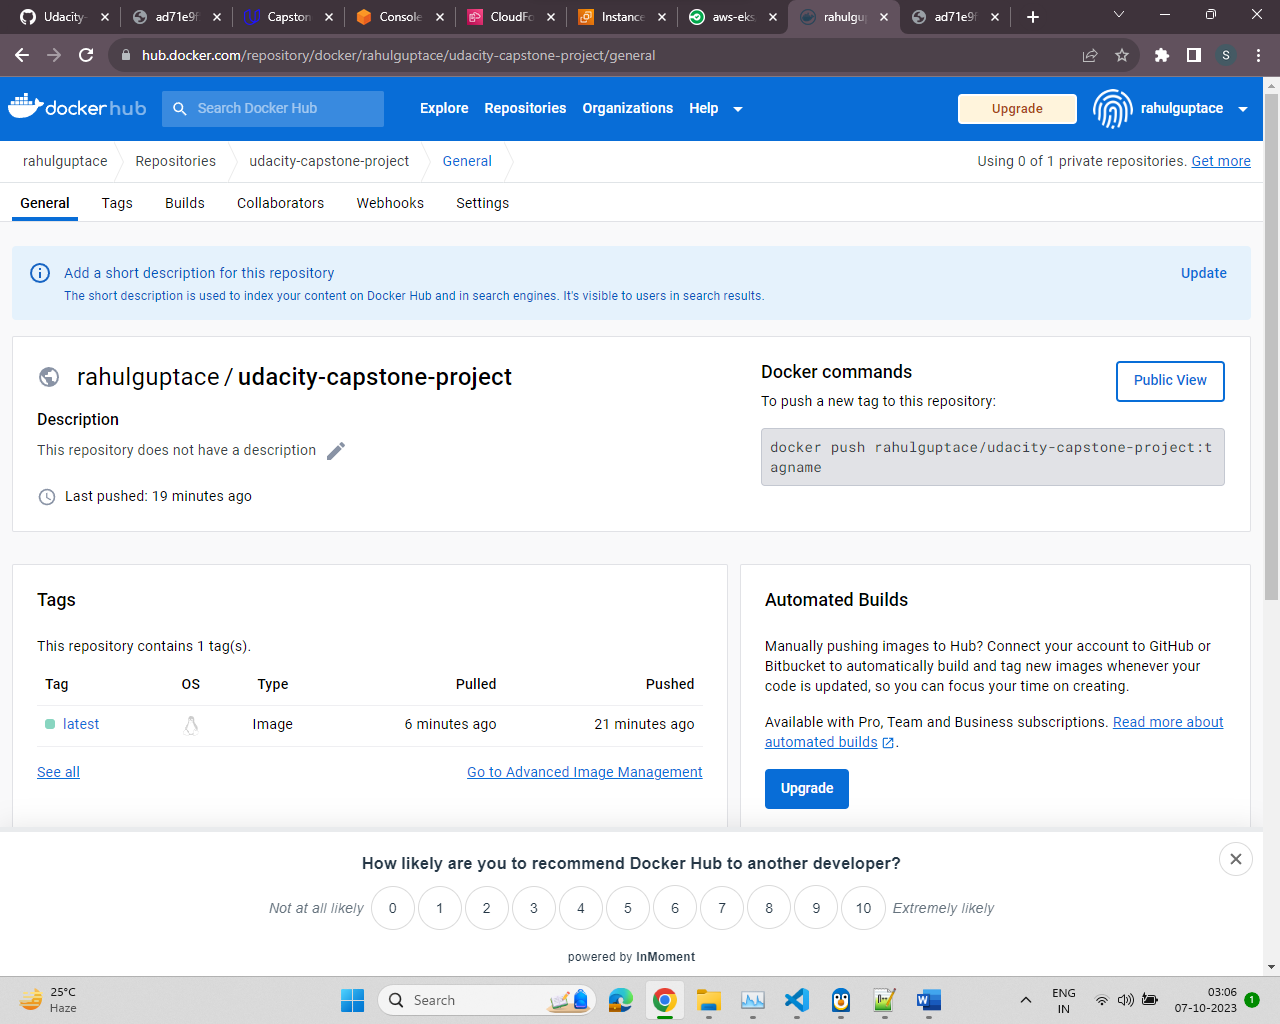 Udacity-
ad71e9f
Capston
Console
CloudFo
Instance
aws-eks
rahulgup
ad71e9f
hub.docker.com/repository/docker/rahulguptace/udacity-capstone-project/general
S
dockerhub
Search Docker Hub
Explore
Repositories
Organizations
Help
Upgrade
rahulguptace
rahulguptace
Repositories
udacity-capstone-project
General
Using 0 of 1 private repositories. Get more
General
Tags
Builds
Collaborators
Webhooks
Settings
Add a short description for this repository
Update
The short description is used to index your content on Docker Hub and in search engines. It's visible to users in search results.
rahulguptace / udacity-capstone-project
Description
This repository does not have a description
Last pushed: 19 minutes ago
Docker commands
Public View
To push a new tag to this repository:
docker push rahulguptace/udacity-capstone-project:t
agname
Tags
This repository contains 1 tag(s).
Tag OS Type Pulled Pushed
latest Image 6 minutes ago 21 minutes ago
See all
Go to Advanced Image Management
Automated Builds
Manually pushing images to Hub? Connect your account to GitHub or
Bitbucket to automatically build and tag new images whenever your
code is updated, so you can focus your time on creating.
Available with Pro, Team and Business subscriptions. Read more about
automated builds .
Upgrade
How likely are you to recommend Docker Hub to another developer?
Not at all likely 0 1 2 3 4 5 6 7 8 9 10 Extremely likely
powered by InMoment
25°C
Haze
Search
ENG
IN
03:06
07-10-2023
1